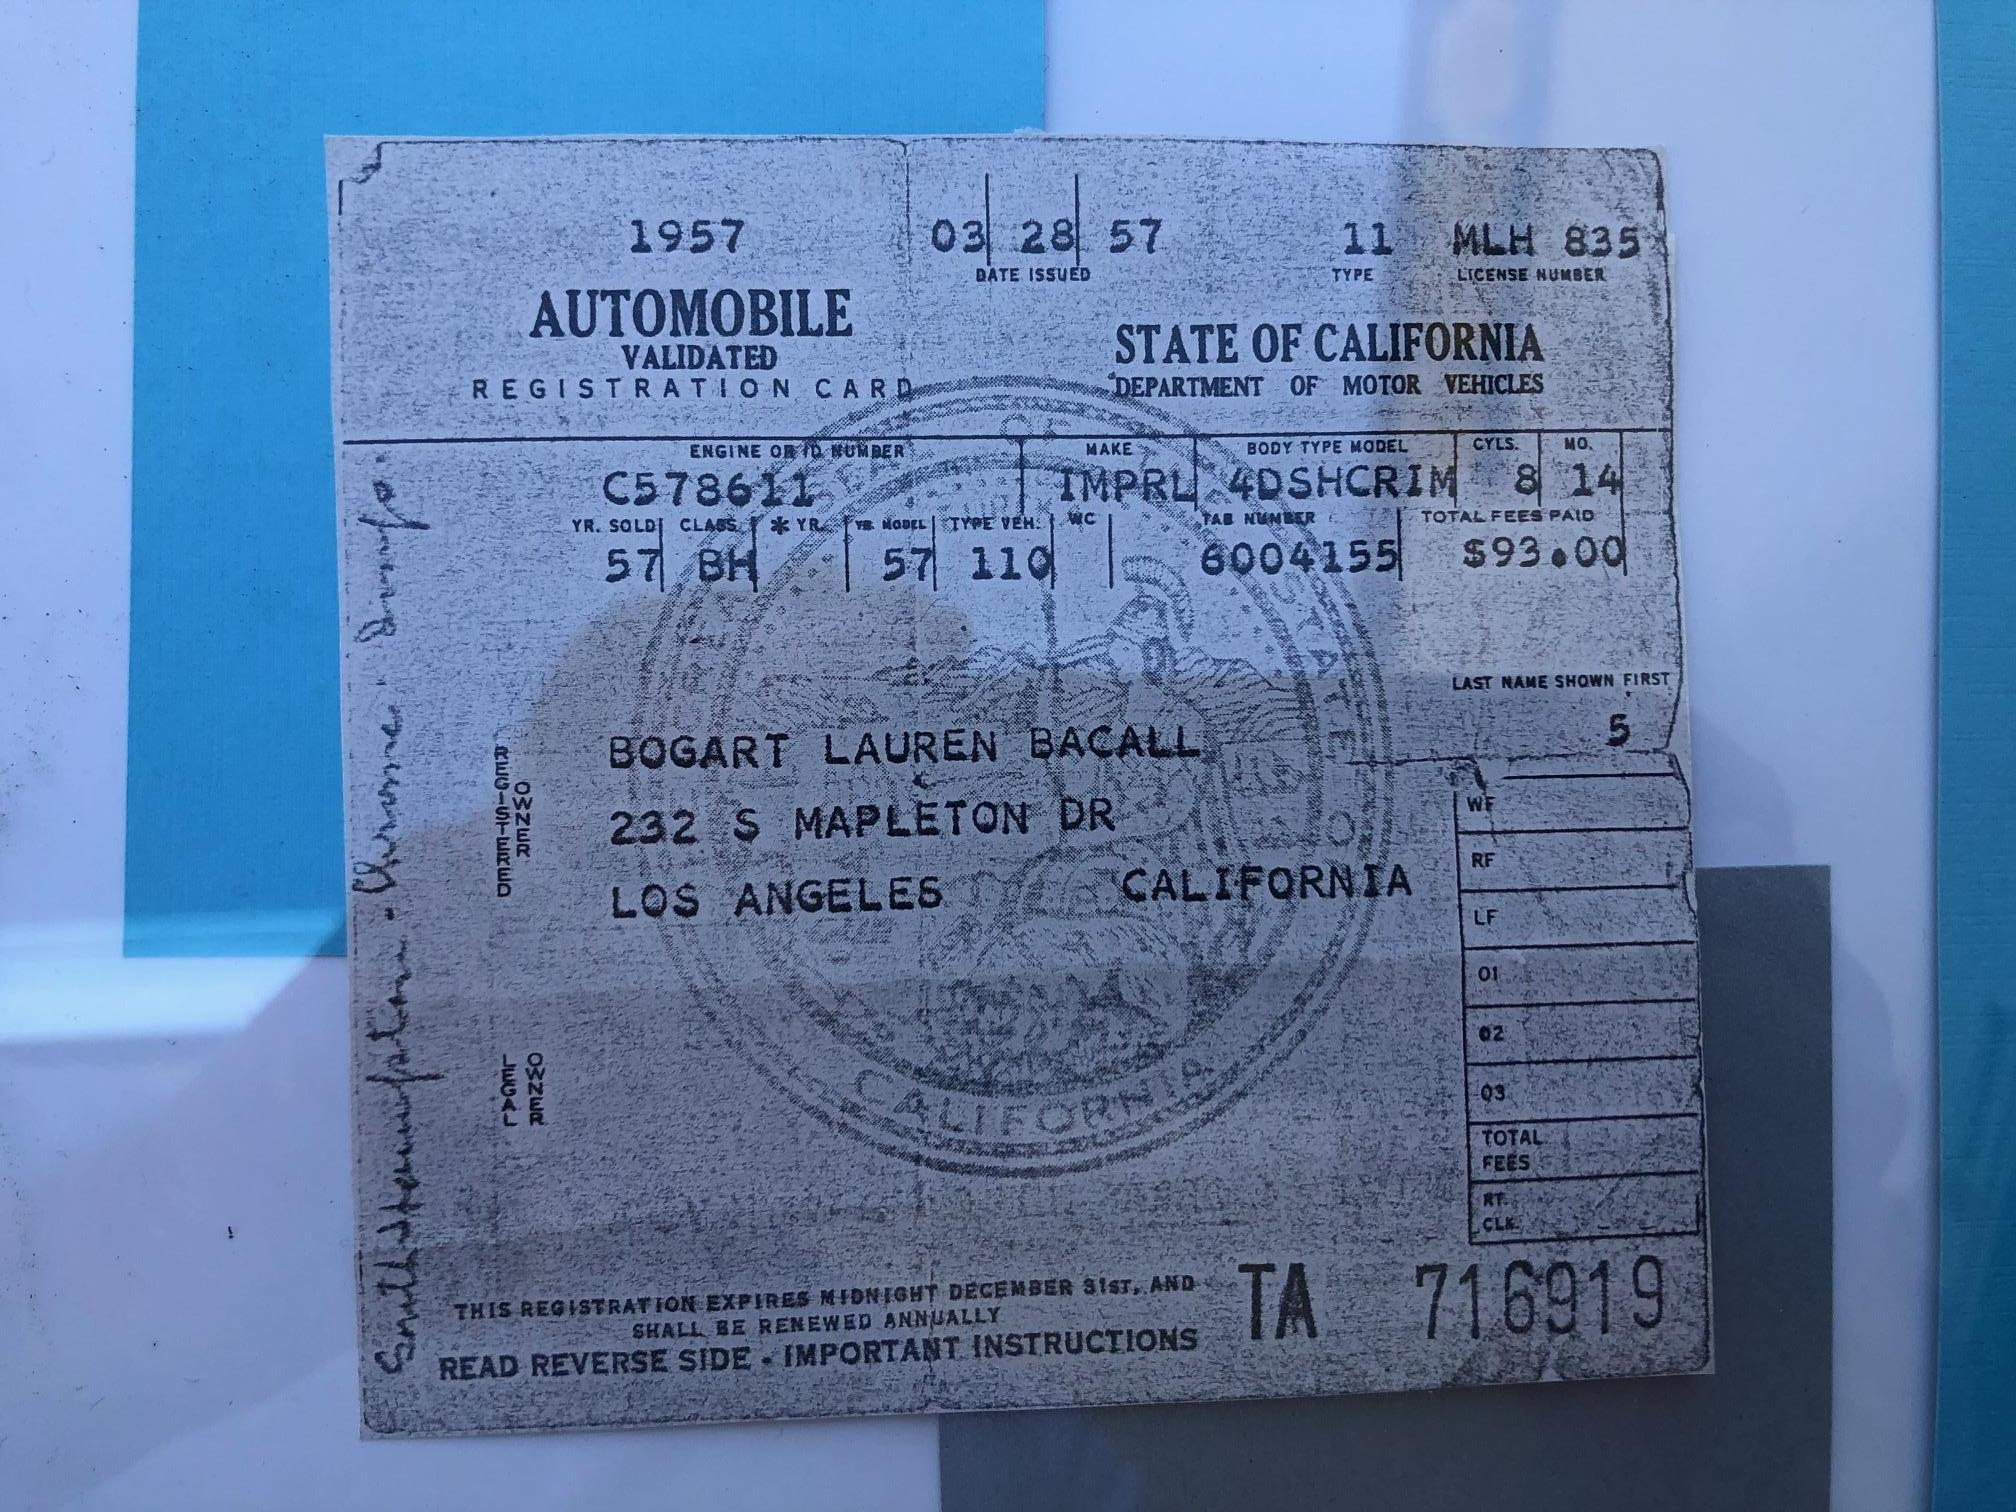 1957 03 28 57 11 MLH 835
DATE ISSUED TYPE LICENSE NUMBER
AUTOMOBILE
VALIDATED
REGISTRATION CARD
STATE OF CALIFORNIA
DEPARTMENT OF MOTOR VEHICLES
ENGINE OR ID NUMBER MAKE BODY TYPE MODEL CYLS. MO.
C578611 IMPRL 4DSHCRIM 8 14
YR. SOLD CLASS * YR. YR. MODEL TYPE VEH. WC TAB NUMBER TOTAL FEES PAID
57 BH 57 110 6004155 $93.00
LAST NAME SHOWN FIRST
5
REGISTERED OWNER
BOGART LAUREN BACALL
232 S MAPLETON DR
LOS ANGELES CALIFORNIA
LEGAL OWNER
WF
RF
LF
01
02
03
TOTAL
FEES
RT.
CLK.
CALIFORNIA
THIS REGISTRATION EXPIRES MIDNIGHT DECEMBER 31ST, AND
SHALL BE RENEWED ANNUALLY
READ REVERSE SIDE - IMPORTANT INSTRUCTIONS
TA 716919